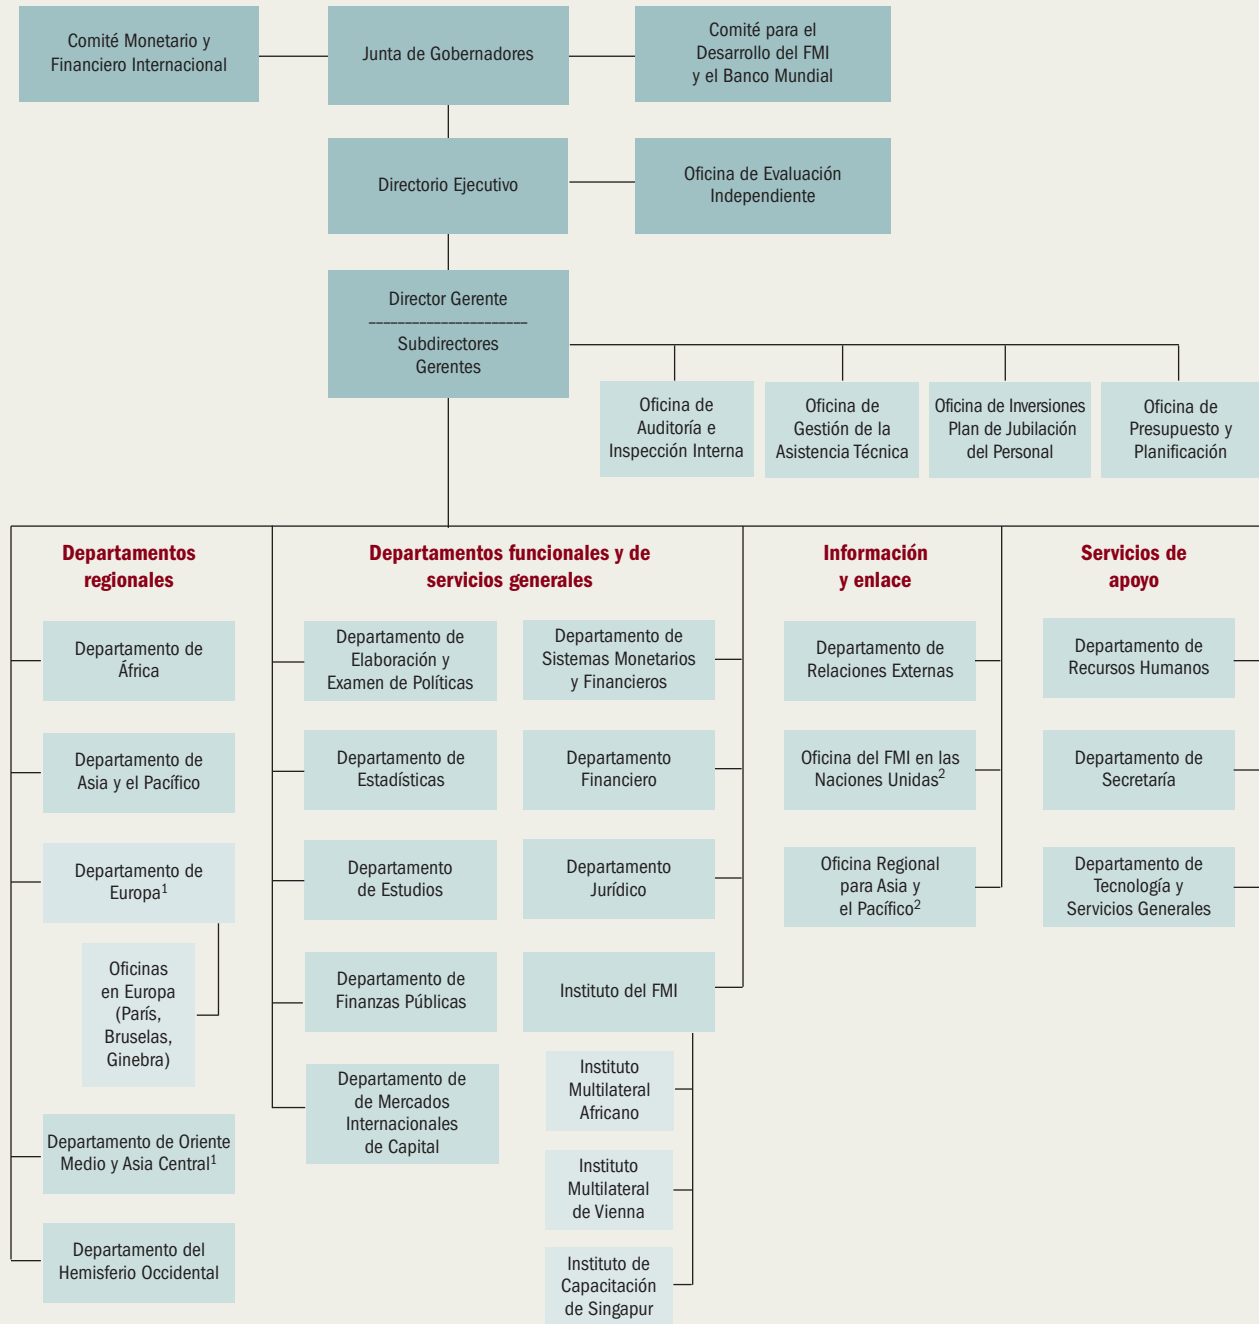 Comité Monetario y
Financiero Internacional
Junta de Gobernadores
Comité para el
Desarrollo del FMI
y el Banco Mundial
Directorio Ejecutivo
Oficina de Evaluación
Independiente
Director Gerente
Subdirectores
Gerentes
Oficina de
Auditoría e
Inspección Interna
Oficina de
Gestión de la
Asistencia Técnica
Oficina de Inversiones
Plan de Jubilación
del Personal
Oficina de
Presupuesto y
Planificación
Departamentos
regionales
Departamento de
África
Departamento de
Asia y el Pacífico
Departamento de
Europa1
Oficinas
en Europa
(París,
Bruselas,
Ginebra)
Departamento de Oriente
Medio y Asia Central1
Departamento del
Hemisferio Occidental
Departamentos funcionales y de
servicios generales
Departamento de
Elaboración y
Examen de Políticas
Departamento de
Estadísticas
Departamento
de Estudios
Departamento de
Finanzas Públicas
Departamento de
de Mercados
Internacionales
de Capital
Departamento de
Sistemas Monetarios
y Financieros
Departamento
Financiero
Departamento
Jurídico
Instituto del FMI
Instituto
Multilateral
Africano
Instituto
Multilateral
de Vienna
Instituto de
Capacitación
de Singapur
Información
y enlace
Departamento de
Relaciones Externas
Oficina del FMI en las
Naciones Unidas2
Oficina Regional
para Asia y
el Pacífico2
Servicios de
apoyo
Departamento de
Recursos Humanos
Departamento de
Secretaría
Departamento de
Tecnología y
Servicios Generales